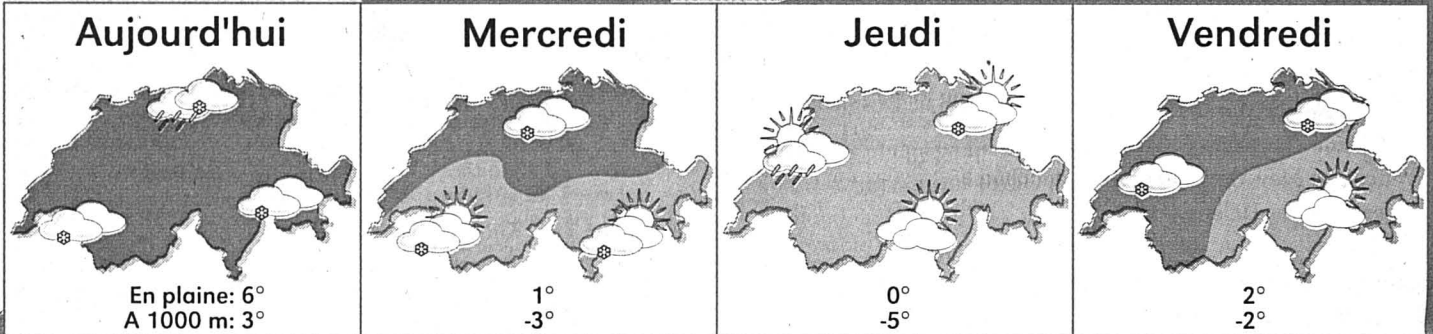 Aujourd'hui
En plaine: 6°
A 1000 m: 3°
Mercredi
1°
-3°
Jeudi
0°
-5°
Vendredi
2°
-2°